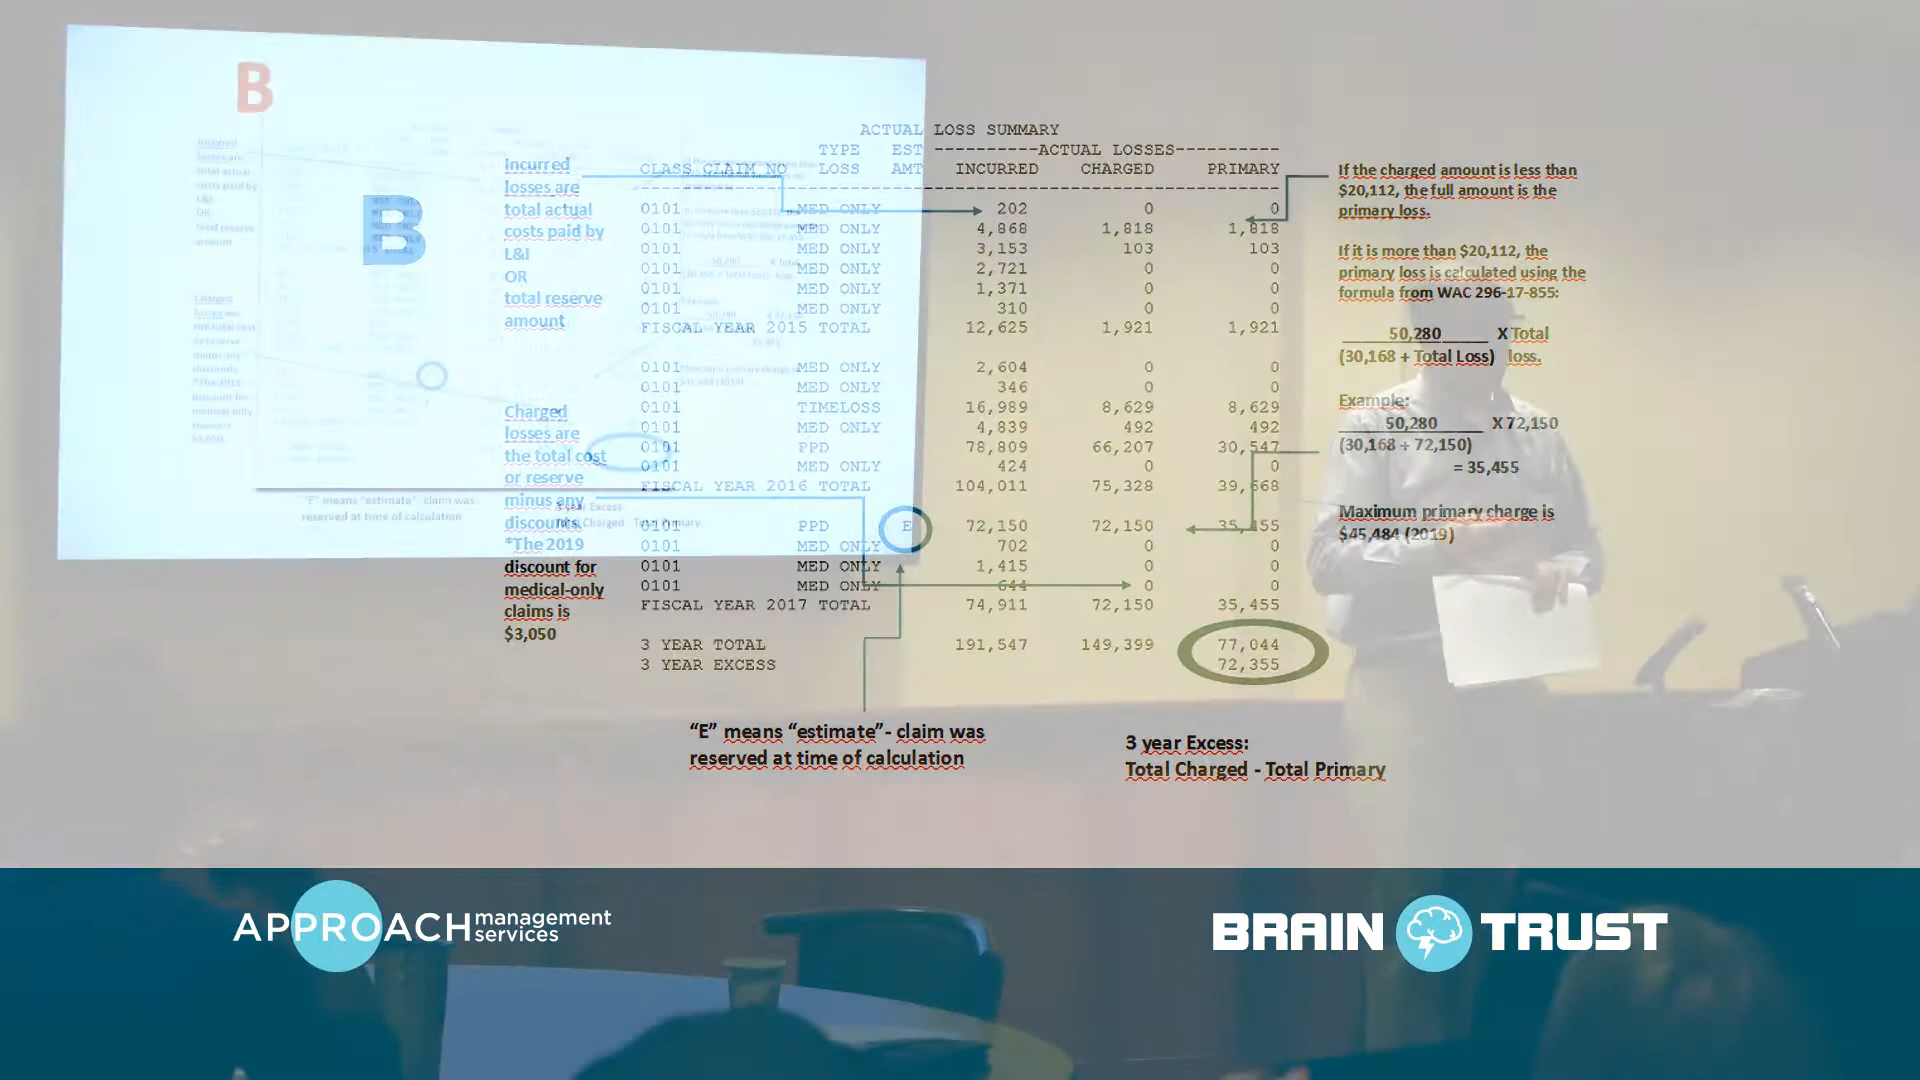 B
B
ACTUAL LOSS SUMMARY
TYPE EST ----------ACTUAL LOSSES----------
CLASS CLAIM NO LOSS AMT INCURRED CHARGED PRIMARY
0101 MED ONLY 202 0 0
0101 MED ONLY 4,868 1,818 1,818
0101 MED ONLY 3,153 103 103
0101 MED ONLY 2,721 0 0
0101 MED ONLY 1,371 0 0
0101 MED ONLY 310 0 0
FISCAL YEAR 2015 TOTAL 12,625 1,921 1,921
0101 MED ONLY 2,604 0 0
0101 MED ONLY 346 0 0
0101 TIMELOSS 16,989 8,629 8,629
0101 MED ONLY 4,839 492 492
0101 PPD 78,809 66,207 30,547
0101 MED ONLY 424 0 0
FISCAL YEAR 2016 TOTAL 104,011 75,328 39,668
0101 PPD E 72,150 72,150 35,455
0101 MED ONLY 702 0 0
0101 MED ONLY 1,415 0 0
0101 MED ONLY 644 0 0
FISCAL YEAR 2017 TOTAL 74,911 72,150 35,455
3 YEAR TOTAL 191,547 149,399 77,044
3 YEAR EXCESS 72,355
Incurred
losses are
total actual
costs paid by
L&I
OR
total reserve
amount
Charged
losses are
the total cost
or reserve
minus any
discounts.
*The 2019
discount for
medical-only
claims is
$3,050
If the charged amount is less than
$20,112, the full amount is the
primary loss.
If it is more than $20,112, the
primary loss is calculated using the
formula from WAC 296-17-855:
50,280 X Total
(30,168 + Total Loss) loss.
Example:
50,280 X 72,150
(30,168 + 72,150)
= 35,455
Maximum primary charge is
$45,484 (2019)
“E” means “estimate”- claim was
reserved at time of calculation
3 year Excess:
Total Charged - Total Primary
"E" means "estimate" claim was
reserved at time of calculation
APPROACH management
services
BRAIN TRUST